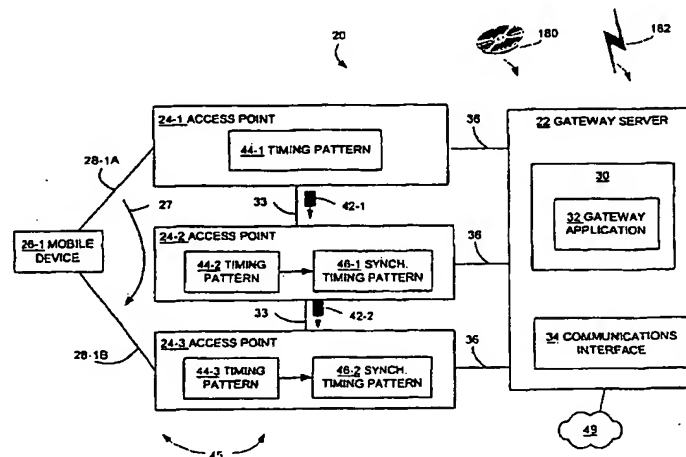 20
180
182
24-1 ACCESS POINT
44-1 TIMING PATTERN
36
22 GATEWAY SERVER
28-1A
27
33
42-1
30
32 GATEWAY
APPLICATION
26-1 MOBILE
DEVICE
24-2 ACCESS POINT
36
44-2 TIMING
PATTERN
46-1 SYNCH.
TIMING PATTERN
33
42-2
28-1B
24-3 ACCESS POINT
36
44-3 TIMING
PATTERN
46-2 SYNCH.
TIMING PATTERN
34 COMMUNICATIONS
INTERFACE
45
49